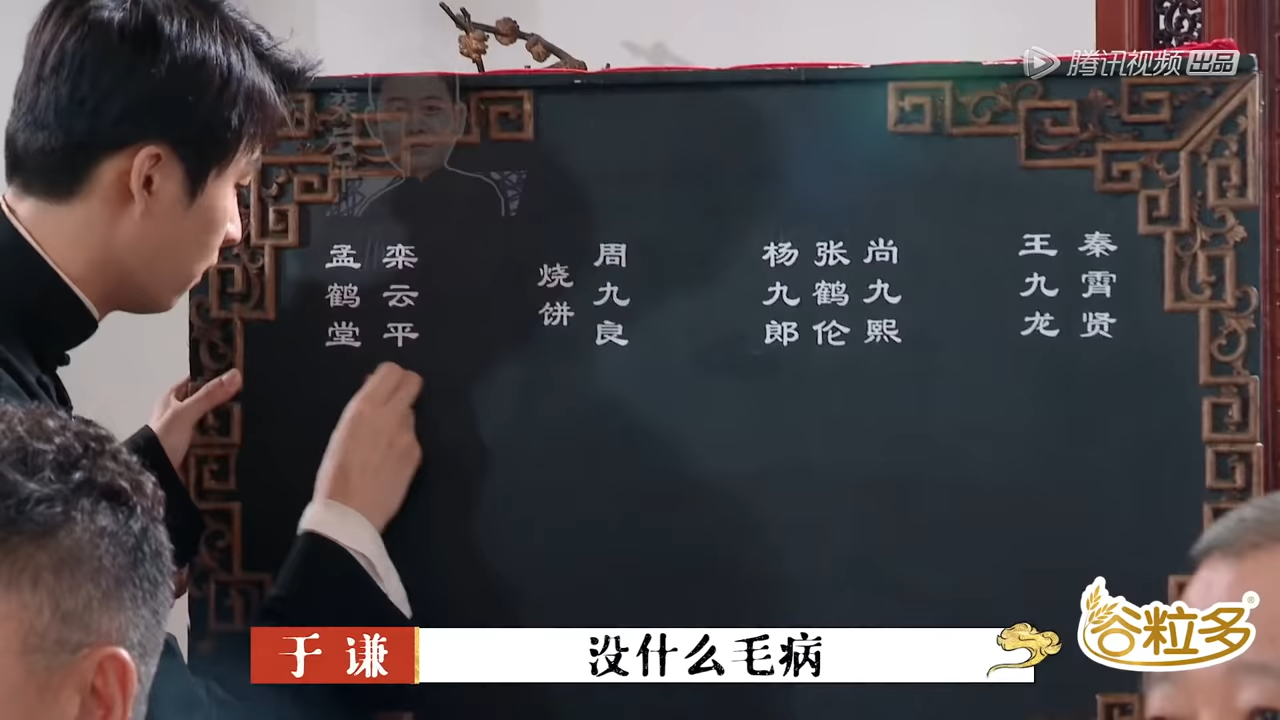 腾讯视频 出品
栾云平
孟鹤堂
周九良
烧饼
尚九熙
张鹤伦
杨九郎
秦霄贤
王九龙
谷粒多
于谦 没什么毛病